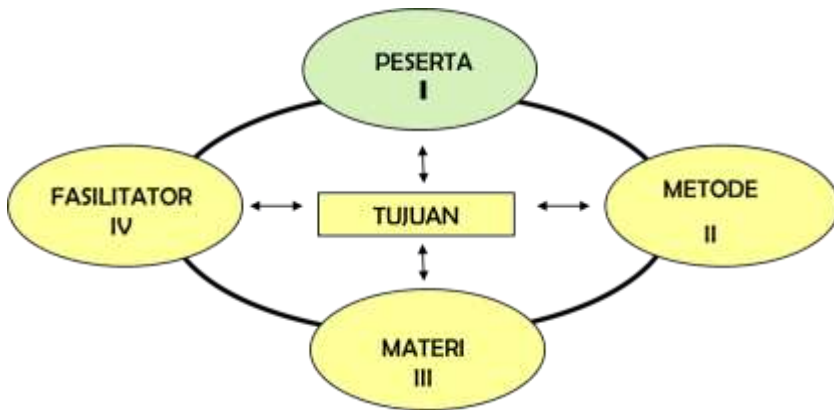 PESERTA
I
FASILITATOR
IV
TUJUAN
METODE
II
MATERI
III